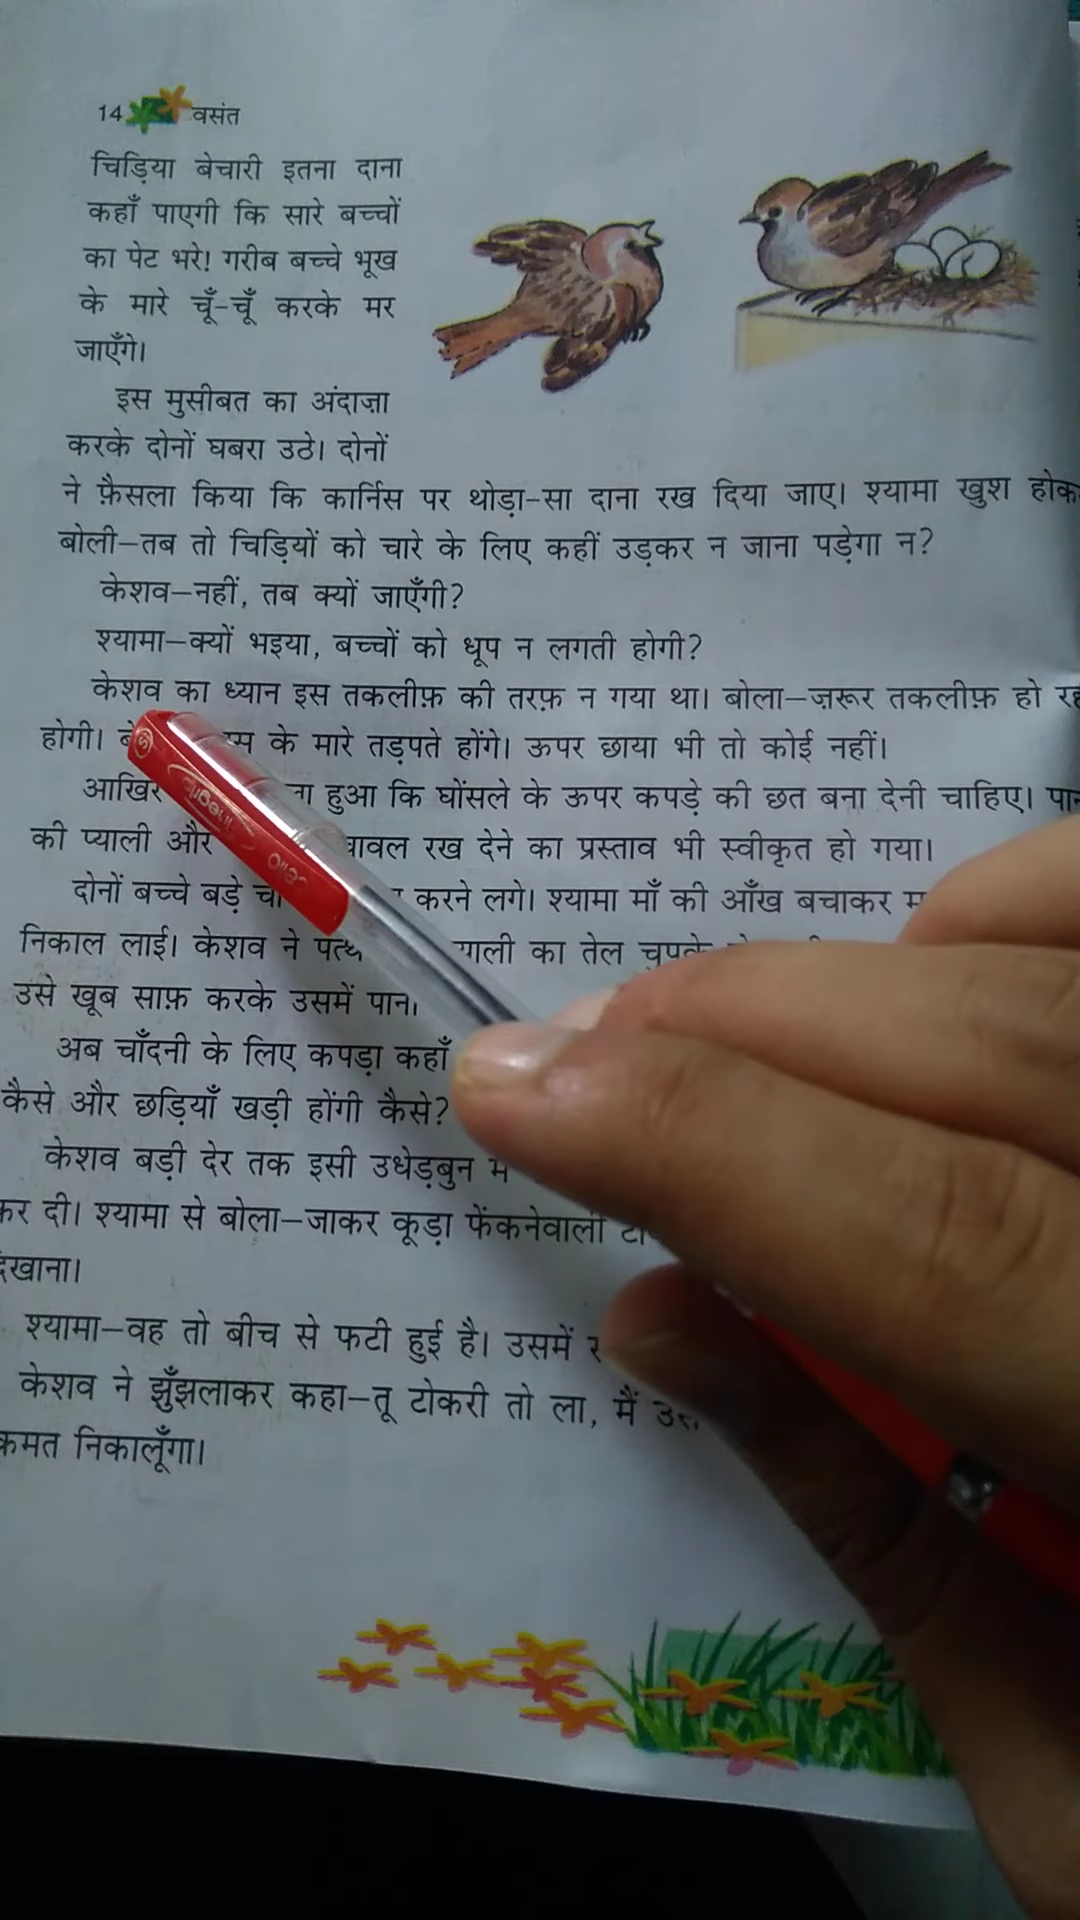 14 वसंत
चिड़िया बेचारी इतना दाना
कहाँ पाएगी कि सारे बच्चों
का पेट भरे! गरीब बच्चे भूख
के मारे चूँ-चूँ करके मर
जाएँगे।
इस मुसीबत का अंदाज़ा
करके दोनों घबरा उठे। दोनों
ने फ़ैसला किया कि कार्निस पर थोड़ा-सा दाना रख दिया जाए। श्यामा खुश
बोली–तब तो चिड़ियों को चारे के लिए कहीं उड़कर न जाना पड़ेगा न?
केशव–नहीं, तब क्यों जाएँगी?
श्यामा–क्यों भइया, बच्चों को धूप न लगती होगी?
केशव का ध्यान इस तकलीफ़ की तरफ़ न गया था। बोला–ज़रूर तकलीफ़ हो
होगी। के मारे तड़पते होंगे। ऊपर छाया भी तो कोई नहीं।
हुआ कि घोंसले के ऊपर कपड़े की छत बना देनी चाहिए।
की प्याली और रख देने का प्रस्ताव भी स्वीकृत हो गया।
दोनों बच्चे बड़े करने लगे। श्यामा माँ की आँख बचाकर
निकाल लाई। केशव ने का तेल
उसे खूब साफ़ करके उसमें
अब चाँदनी के लिए कपड़ा कहाँ
कैसे और छड़ियाँ खड़ी होंगी कैसे?
केशव बड़ी देर तक इसी उधेड़बुन
कर दी। श्यामा से बोला–जाकर कूड़ा फेंकनेवाली
श्यामा–वह तो बीच से फटी हुई है। उसमें
केशव ने झुँझलाकर कहा–तू टोकरी तो ला, मैं
निकालूँगा।